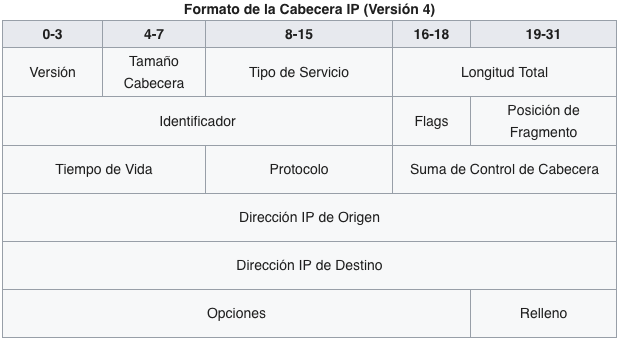 Formato de la Cabecera IP (Versión 4)
0-3 4-7 8-15 16-18 19-31
Versión Tamaño Cabecera Tipo de Servicio Longitud Total
Identificador Flags Posición de Fragmento
Tiempo de Vida Protocolo Suma de Control de Cabecera
Dirección IP de Origen
Dirección IP de Destino
Opciones Relleno